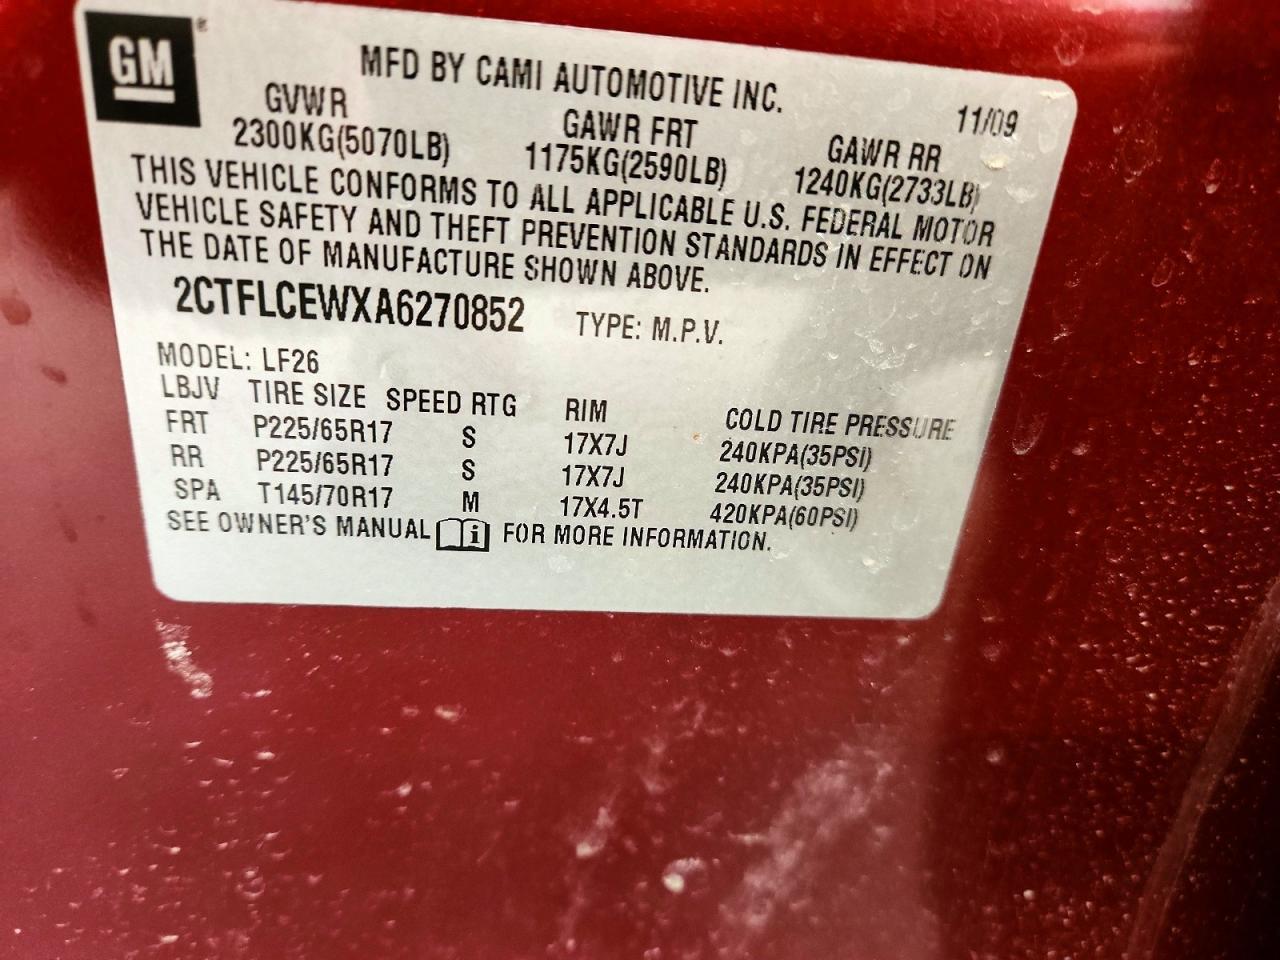 GM ®
MFD BY CAMI AUTOMOTIVE INC.
11/09
GVWR GAWR FRT GAWR RR
2300KG(5070LB) 1175KG(2590LB) 1240KG(2733LB)
THIS VEHICLE CONFORMS TO ALL APPLICABLE U.S. FEDERAL MOTOR
VEHICLE SAFETY AND THEFT PREVENTION STANDARDS IN EFFECT ON
THE DATE OF MANUFACTURE SHOWN ABOVE.
2CTFLCEWXA6270852 TYPE: M.P.V.
MODEL: LF26
LBJV TIRE SIZE SPEED RTG RIM COLD TIRE PRESSURE
FRT P225/65R17 S 17X7J 240KPA(35PSI)
RR P225/65R17 S 17X7J 240KPA(35PSI)
SPA T145/70R17 M 17X4.5T 420KPA(60PSI)
SEE OWNER'S MANUAL i FOR MORE INFORMATION.